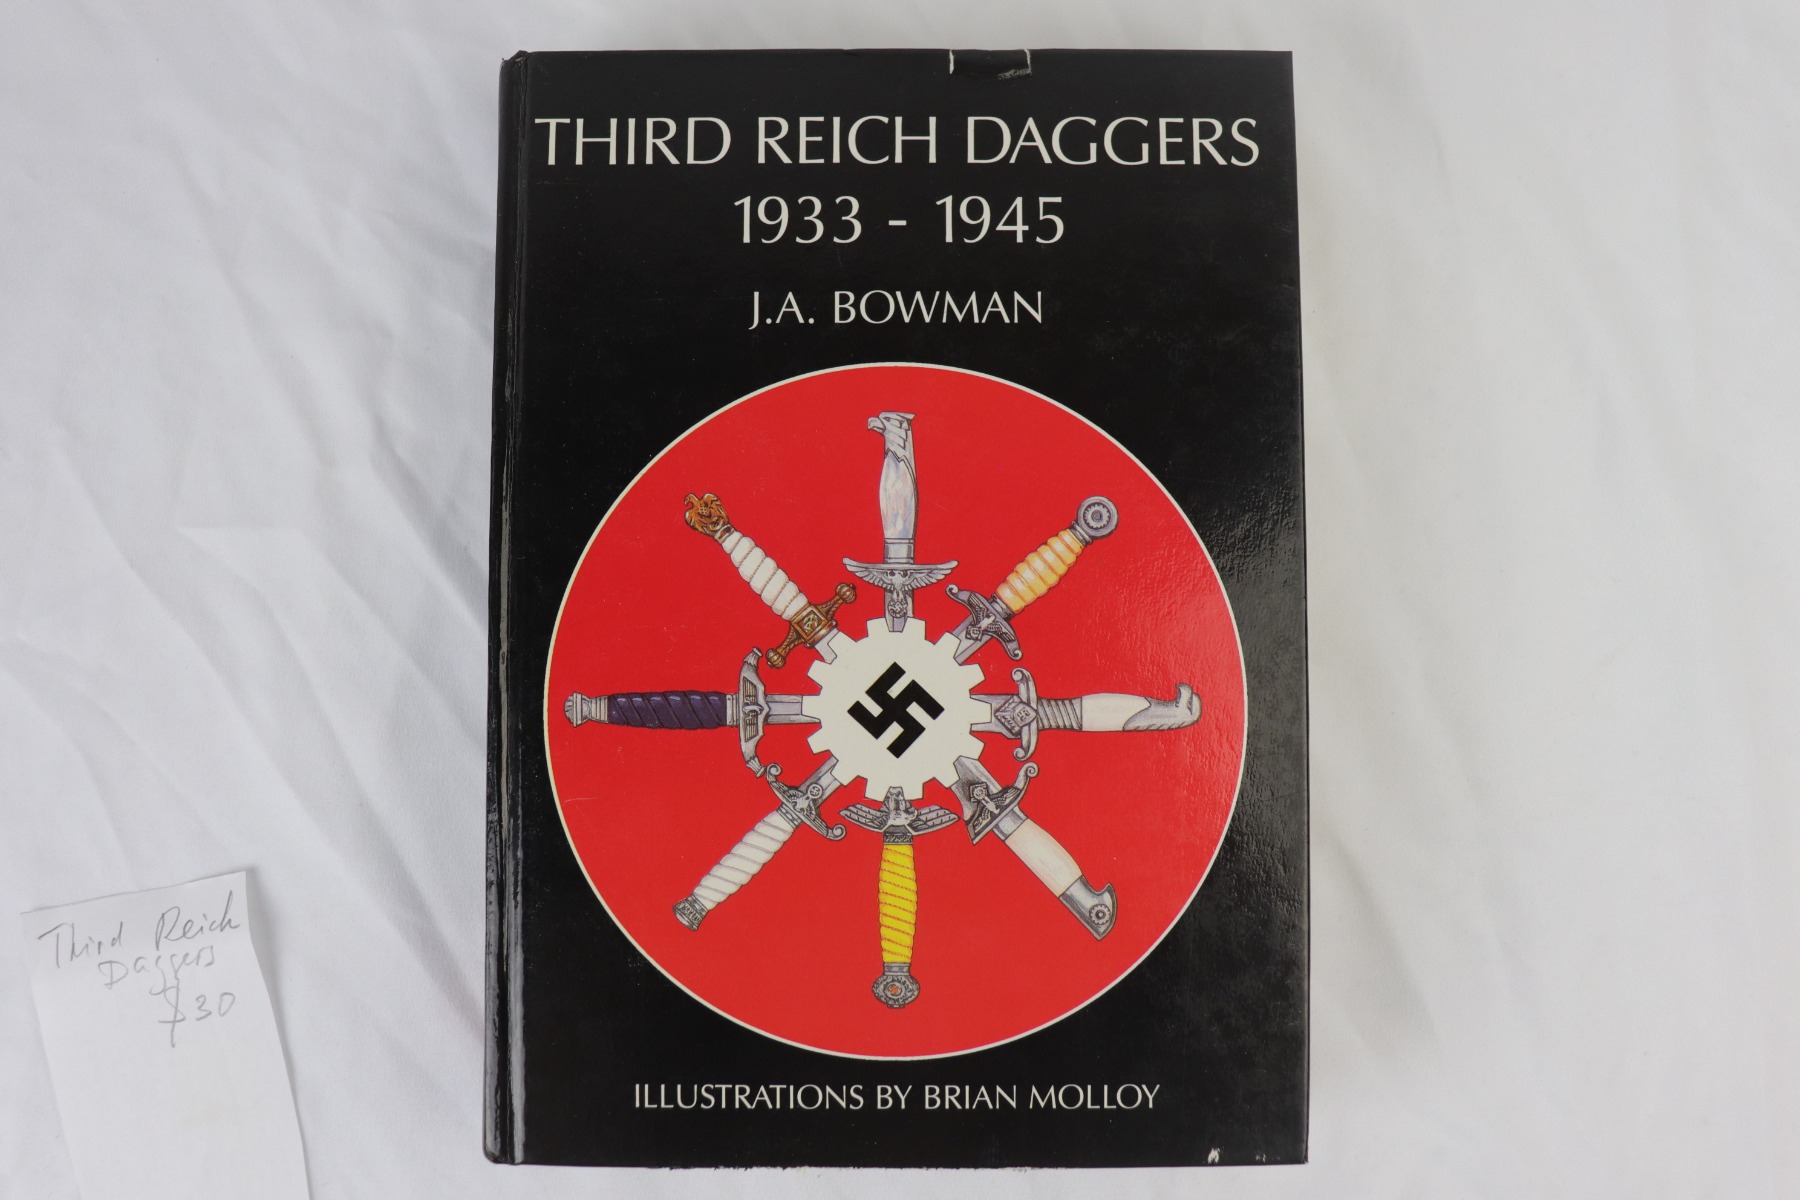 THIRD REICH DAGGERS
1933 - 1945
J.A. BOWMAN
ILLUSTRATIONS BY BRIAN MOLLOY
Third Reich
Daggers
$30